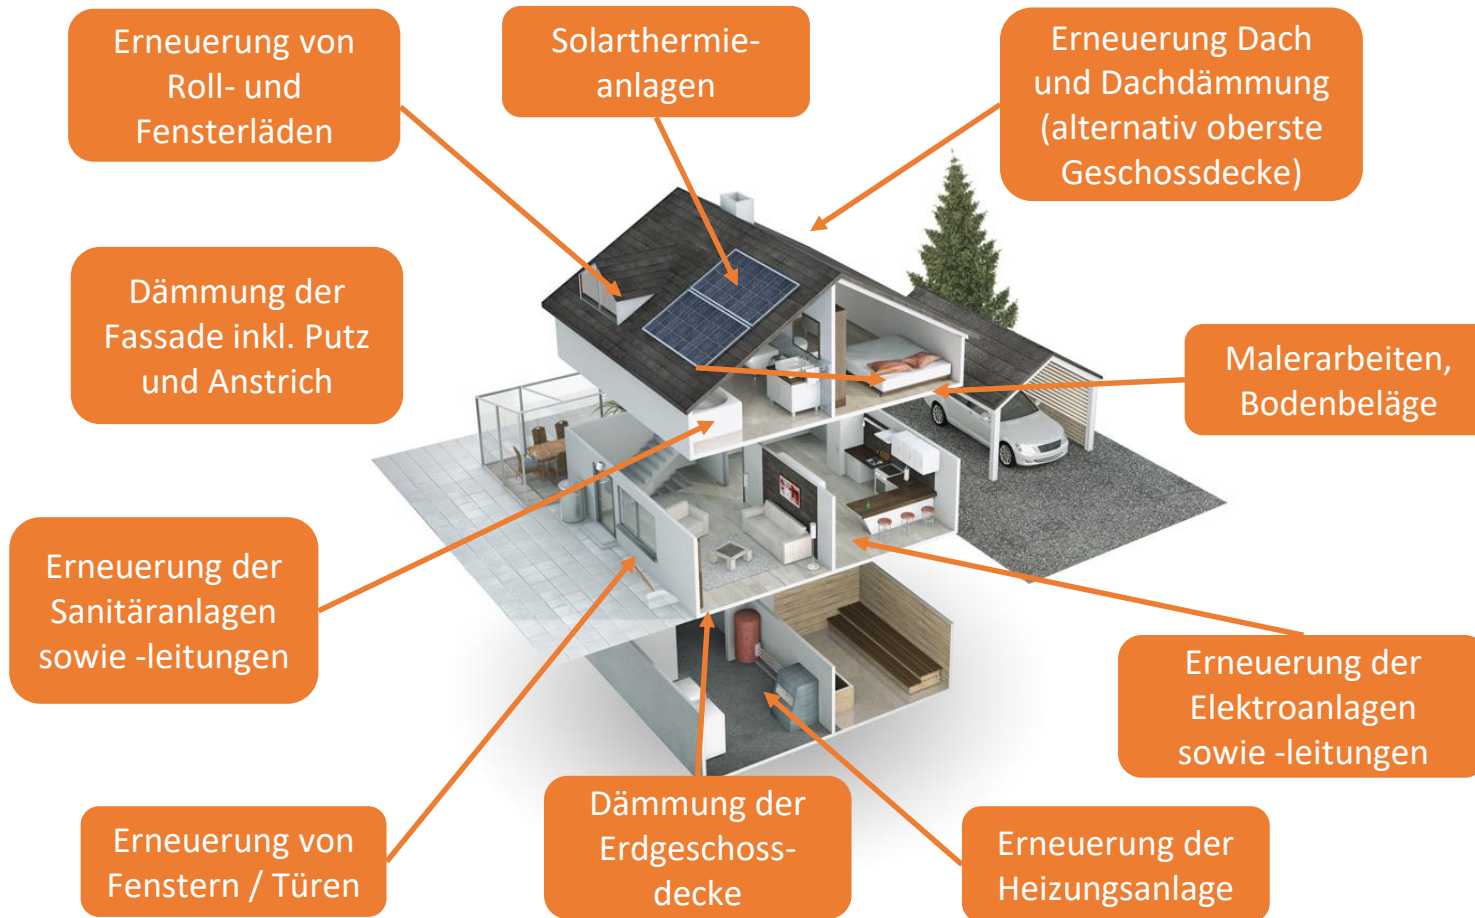 Erneuerung von
Roll- und
Fensterläden
Solarthermie-
anlagen
Erneuerung Dach
und Dachdämmung
(alternativ oberste
Geschossdecke)
Dämmung der
Fassade inkl. Putz
und Anstrich
Malerarbeiten,
Bodenbeläge
Erneuerung der
Sanitäranlagen
sowie -leitungen
Erneuerung der
Elektroanlagen
sowie -leitungen
Erneuerung von
Fenstern / Türen
Dämmung der
Erdgeschoss-
decke
Erneuerung der
Heizungsanlage